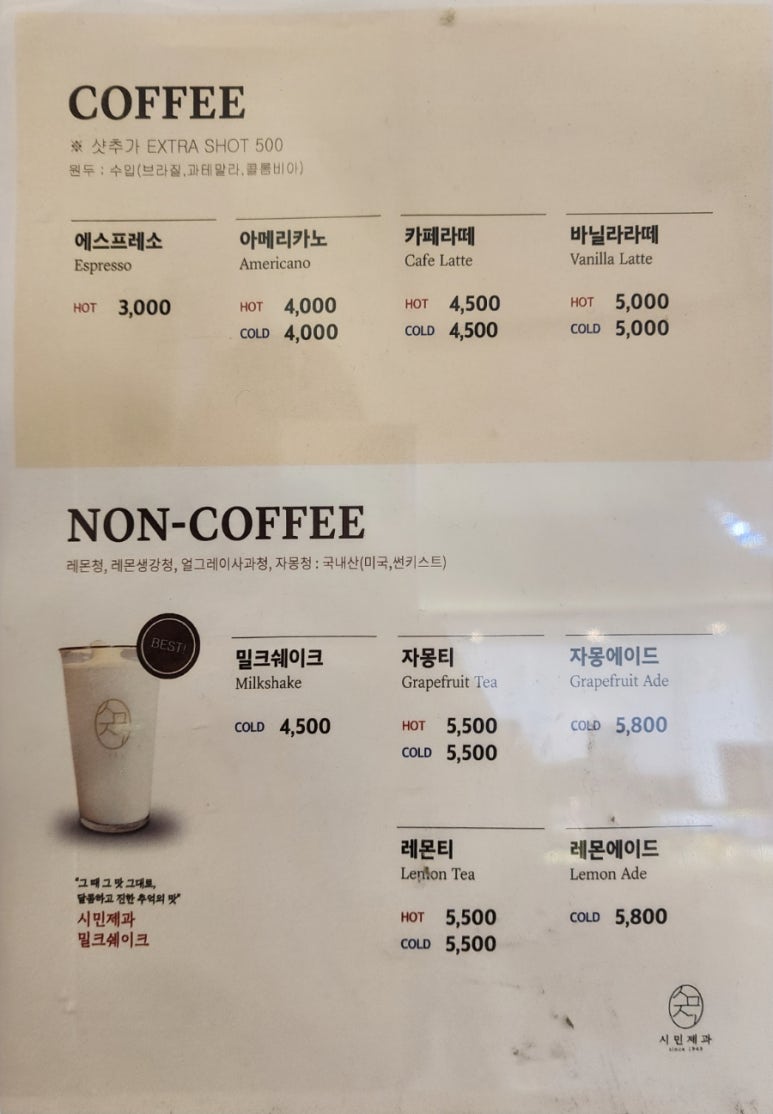 COFFEE
※ 샷추가 EXTRA SHOT 500
원두 : 수입(브라질,과테말라,콜롬비아)
에스프레소
Espresso
HOT 3,000
아메리카노
Americano
HOT 4,000
COLD 4,000
카페라떼
Cafe Latte
HOT 4,500
COLD 4,500
바닐라라떼
Vanilla Latte
HOT 5,000
COLD 5,000
NON-COFFEE
레몬청, 레몬생강청, 얼그레이사과청, 자몽청 : 국내산(미국,썬키스트)
BEST!
밀크쉐이크
Milkshake
COLD 4,500
자몽티
Grapefruit Tea
HOT 5,500
COLD 5,500
자몽에이드
Grapefruit Ade
COLD 5,800
레몬티
Lemon Tea
HOT 5,500
COLD 5,500
레몬에이드
Lemon Ade
COLD 5,800
"그 때 그 맛 그대로,
달콤하고 진한 추억의 맛"
시민제과
밀크쉐이크
시민제과
since 1949